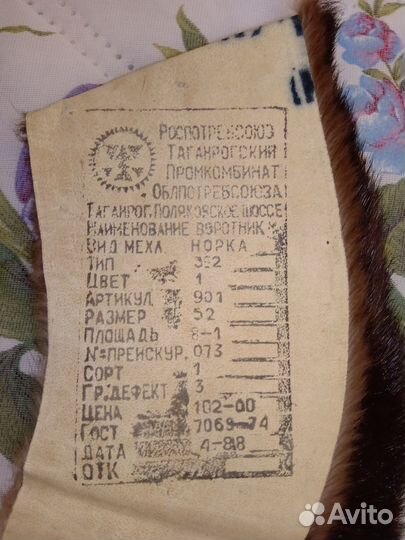 РОСПОТРЕБСОЮЗ
ТАГАНРОГСКИЙ
ПРОМКОМБИНАТ
ОБЛПОТРЕБСОЮЗА
ТАГАНРОГ, ПОЛЯКОВСКОЕ ШОССЕ
НАИМЕНОВАНИЕ ВОРОТНИК
ВИД МЕХА НОРКА
ТИП 352
ЦВЕТ 1
АРТИКУЛ 901
РАЗМЕР 52
ПЛОЩАДЬ 8-1
№ ПРЕЙСКУР. 073
СОРТ 1
ГР. ДЕФЕКТ 3
ЦЕНА 102-00
ГОСТ 7069-74
ДАТА 4-88
ОТК
Avito